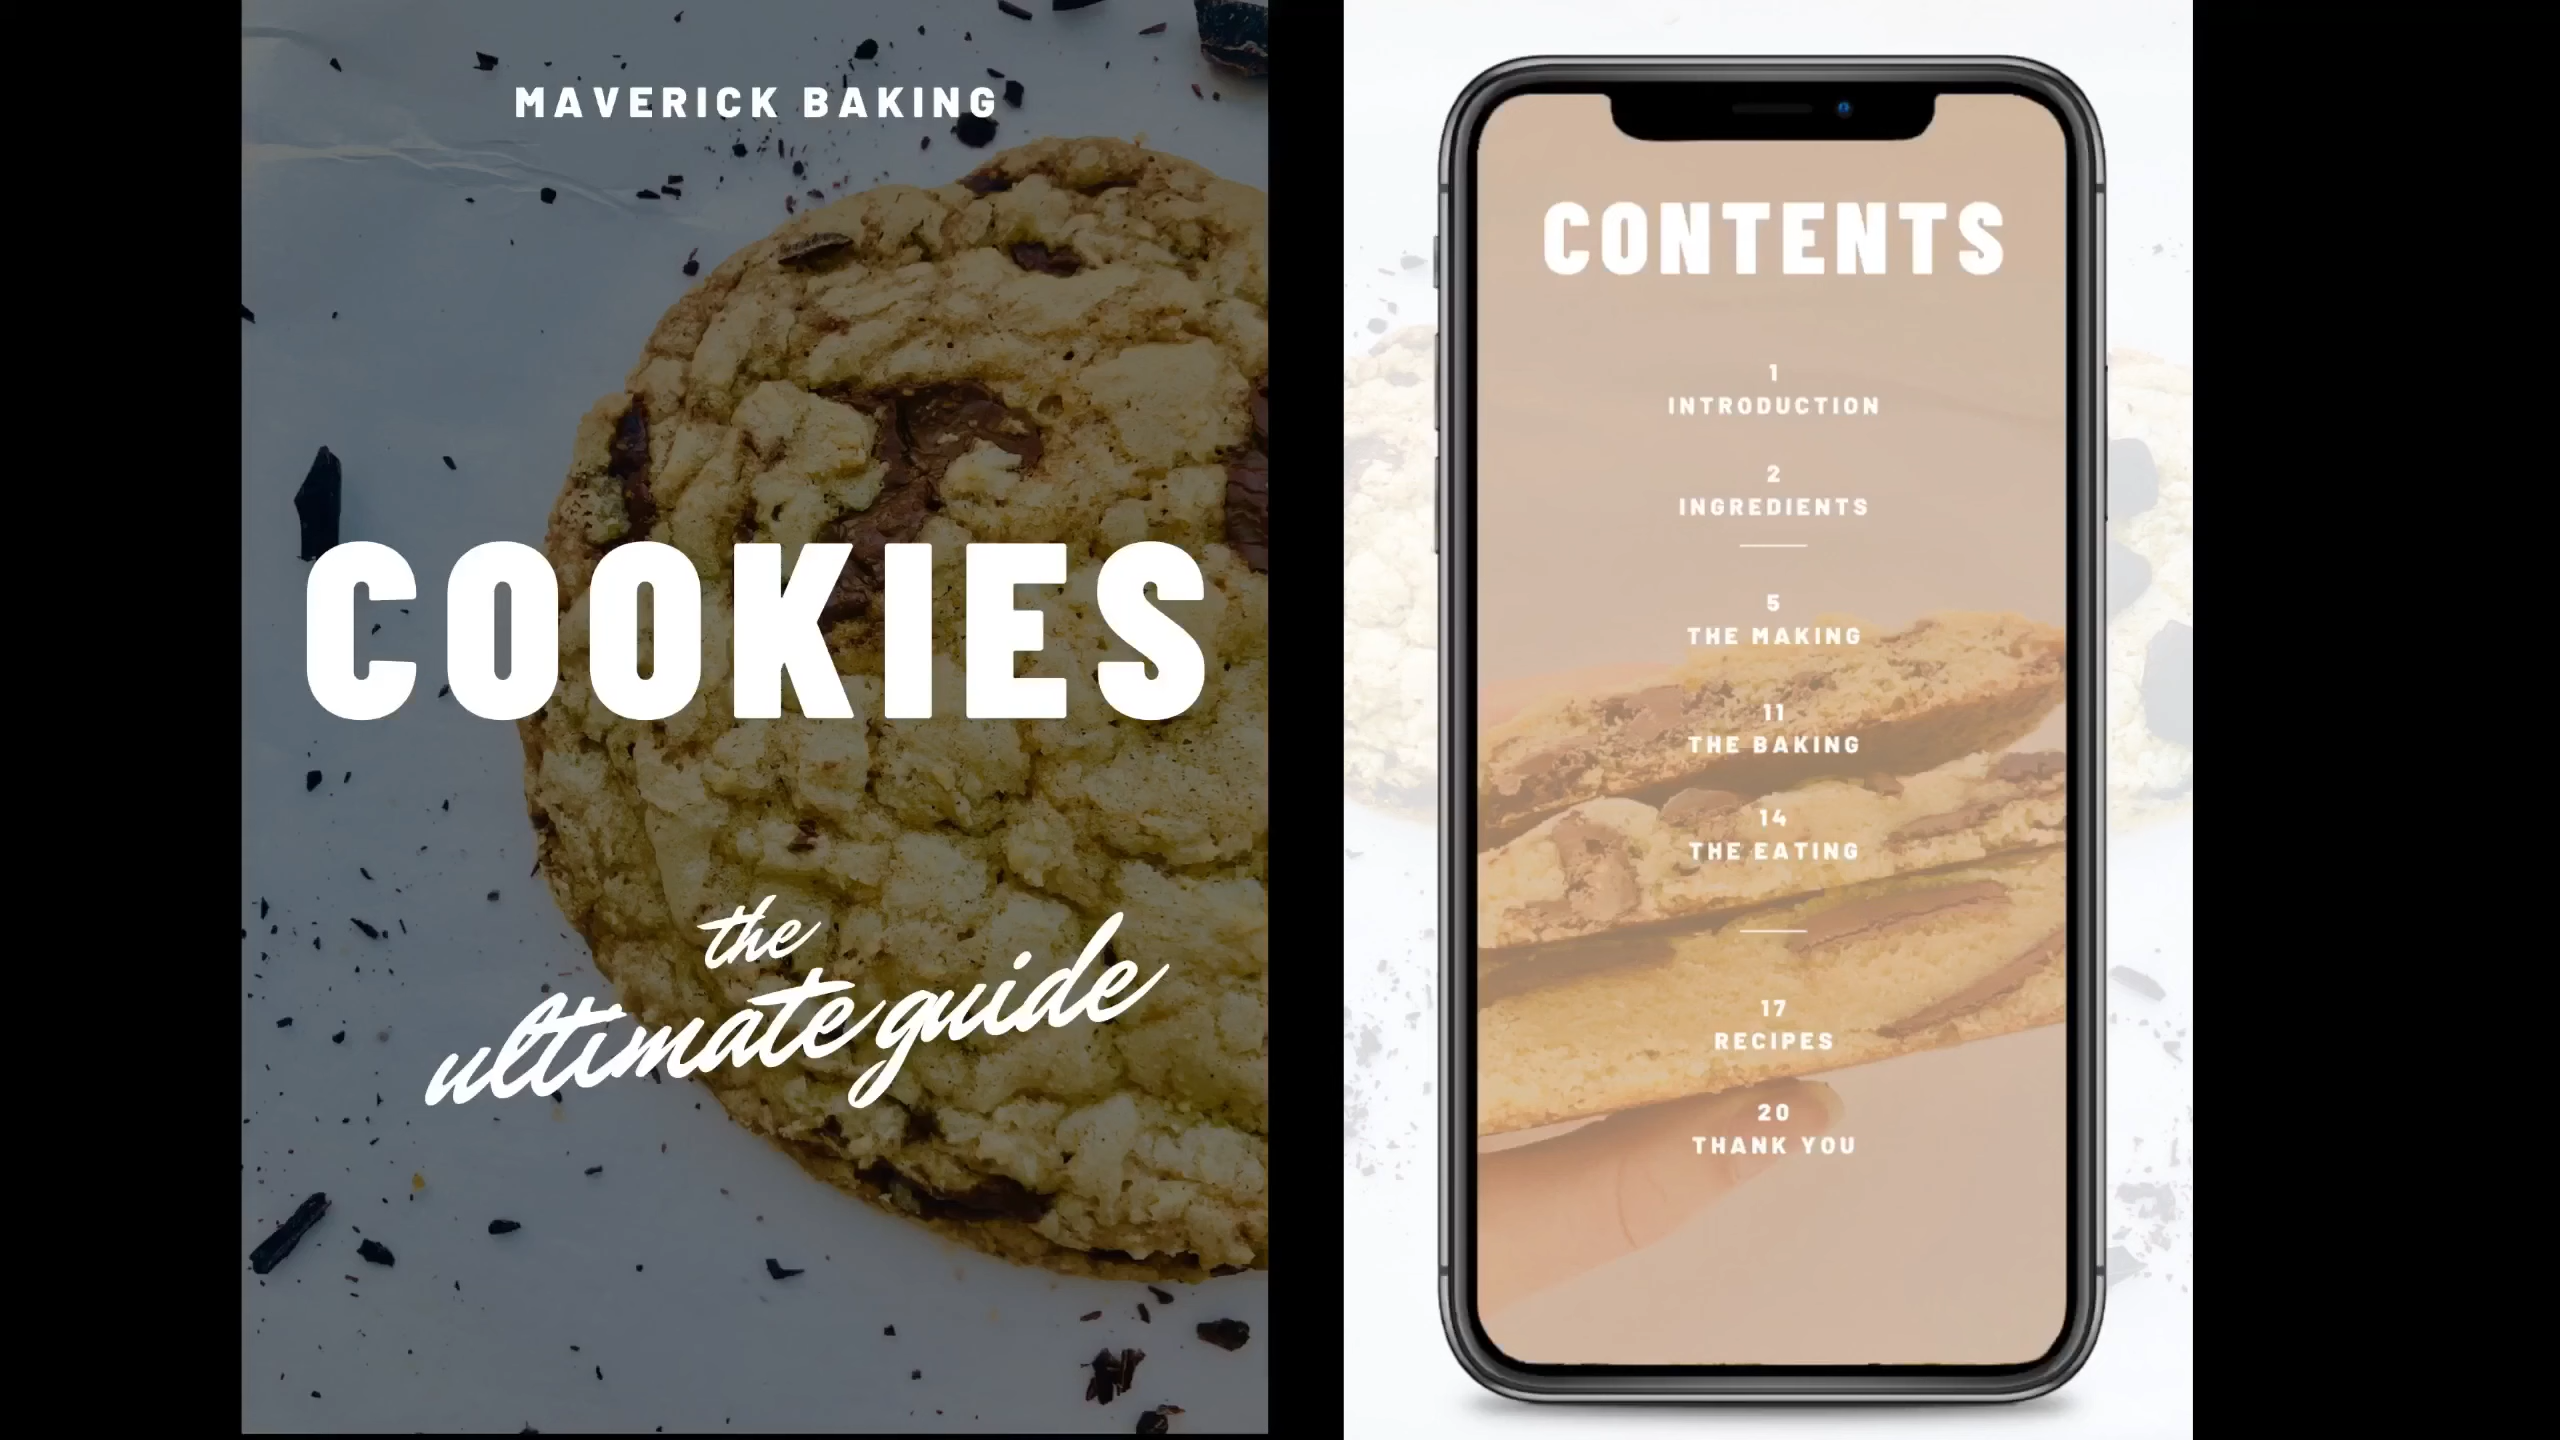 MAVERICK BAKING
COOKIES
the
ultimate guide
CONTENTS
1
INTRODUCTION
2
INGREDIENTS
5
THE MAKING
11
THE BAKING
14
THE EATING
17
RECIPES
20
THANK YOU